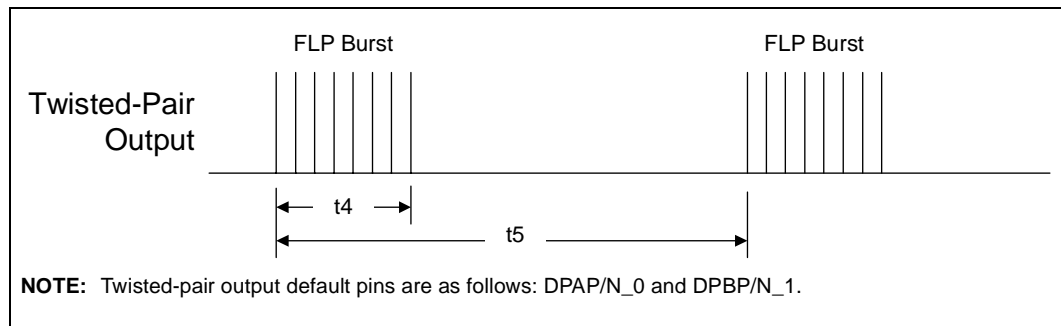 FLP Burst FLP Burst
Twisted-Pair
Output
t4
t5
NOTE: Twisted-pair output default pins are as follows: DPAP/N_0 and DPBP/N_1.